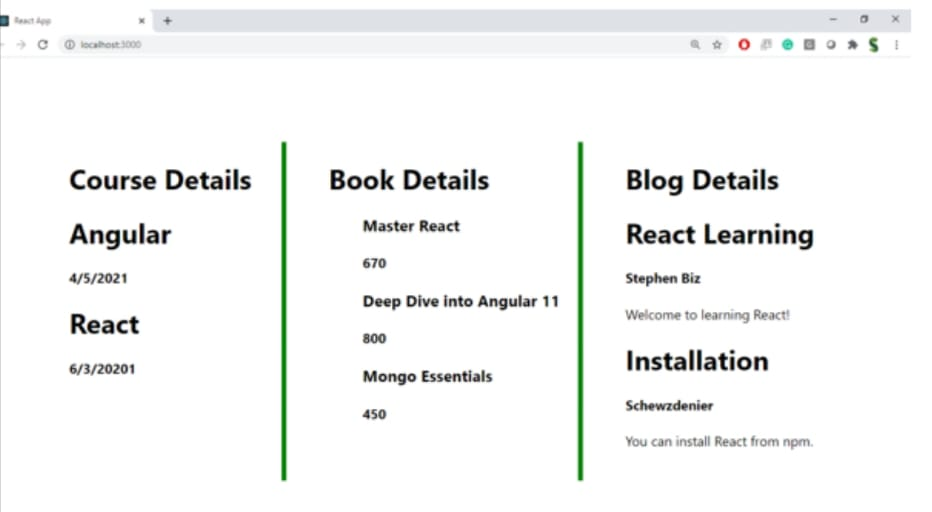 React App
localhost:3000
Course Details
Angular
4/5/2021
React
6/3/20201
Book Details
Master React
670
Deep Dive into Angular 11
800
Mongo Essentials
450
Blog Details
React Learning
Stephen Biz
Welcome to learning React!
Installation
Schewzdenier
You can install React from npm.